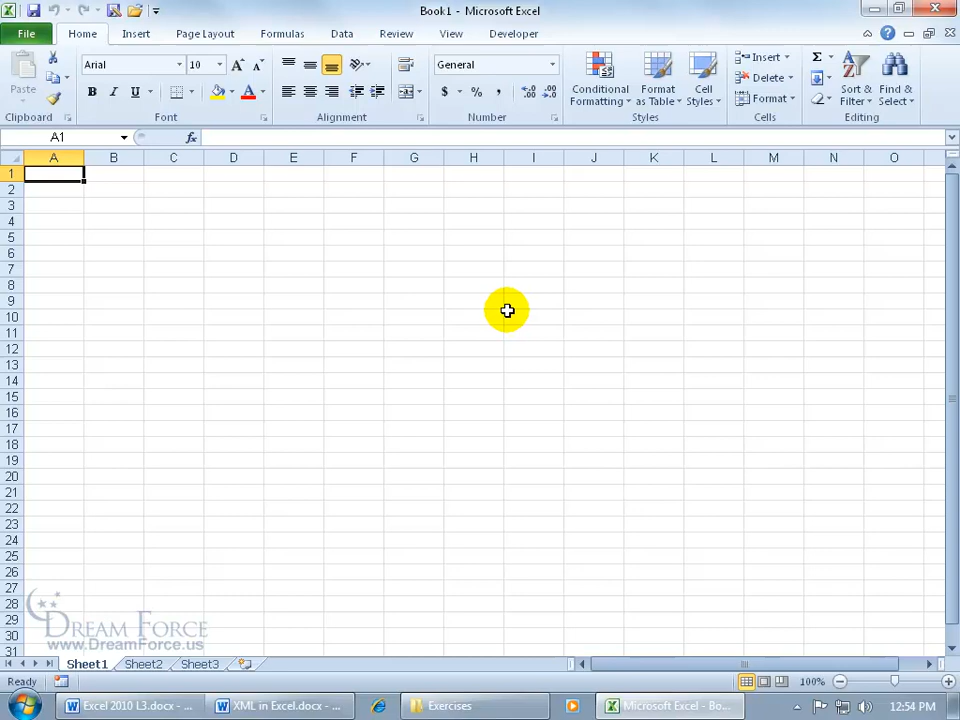 Book1 - Microsoft Excel
File Home Insert Page Layout Formulas Data Review View Developer
Arial 10 General Insert Σ
Paste B I U A $ % , Conditional Formatting Format as Table Cell Styles Delete Format Sort & Filter Find & Select
Clipboard Font Alignment Number Styles Cells Editing
A1 fx
A B C D E F G H I J K L M N O
1
2
3
4
5
6
7
8
9
10
11
12
13
14
15
16
17
18
19
20
21
22
23
24
25
26
27
28
29
30
31
DREAM FORCE
www.DreamForce.us
Sheet1 Sheet2 Sheet3
Ready 100%
Excel 2010 L3.docx - ... XML in Excel.docx - ... Exercises Microsoft Excel - Bo... 12:54 PM